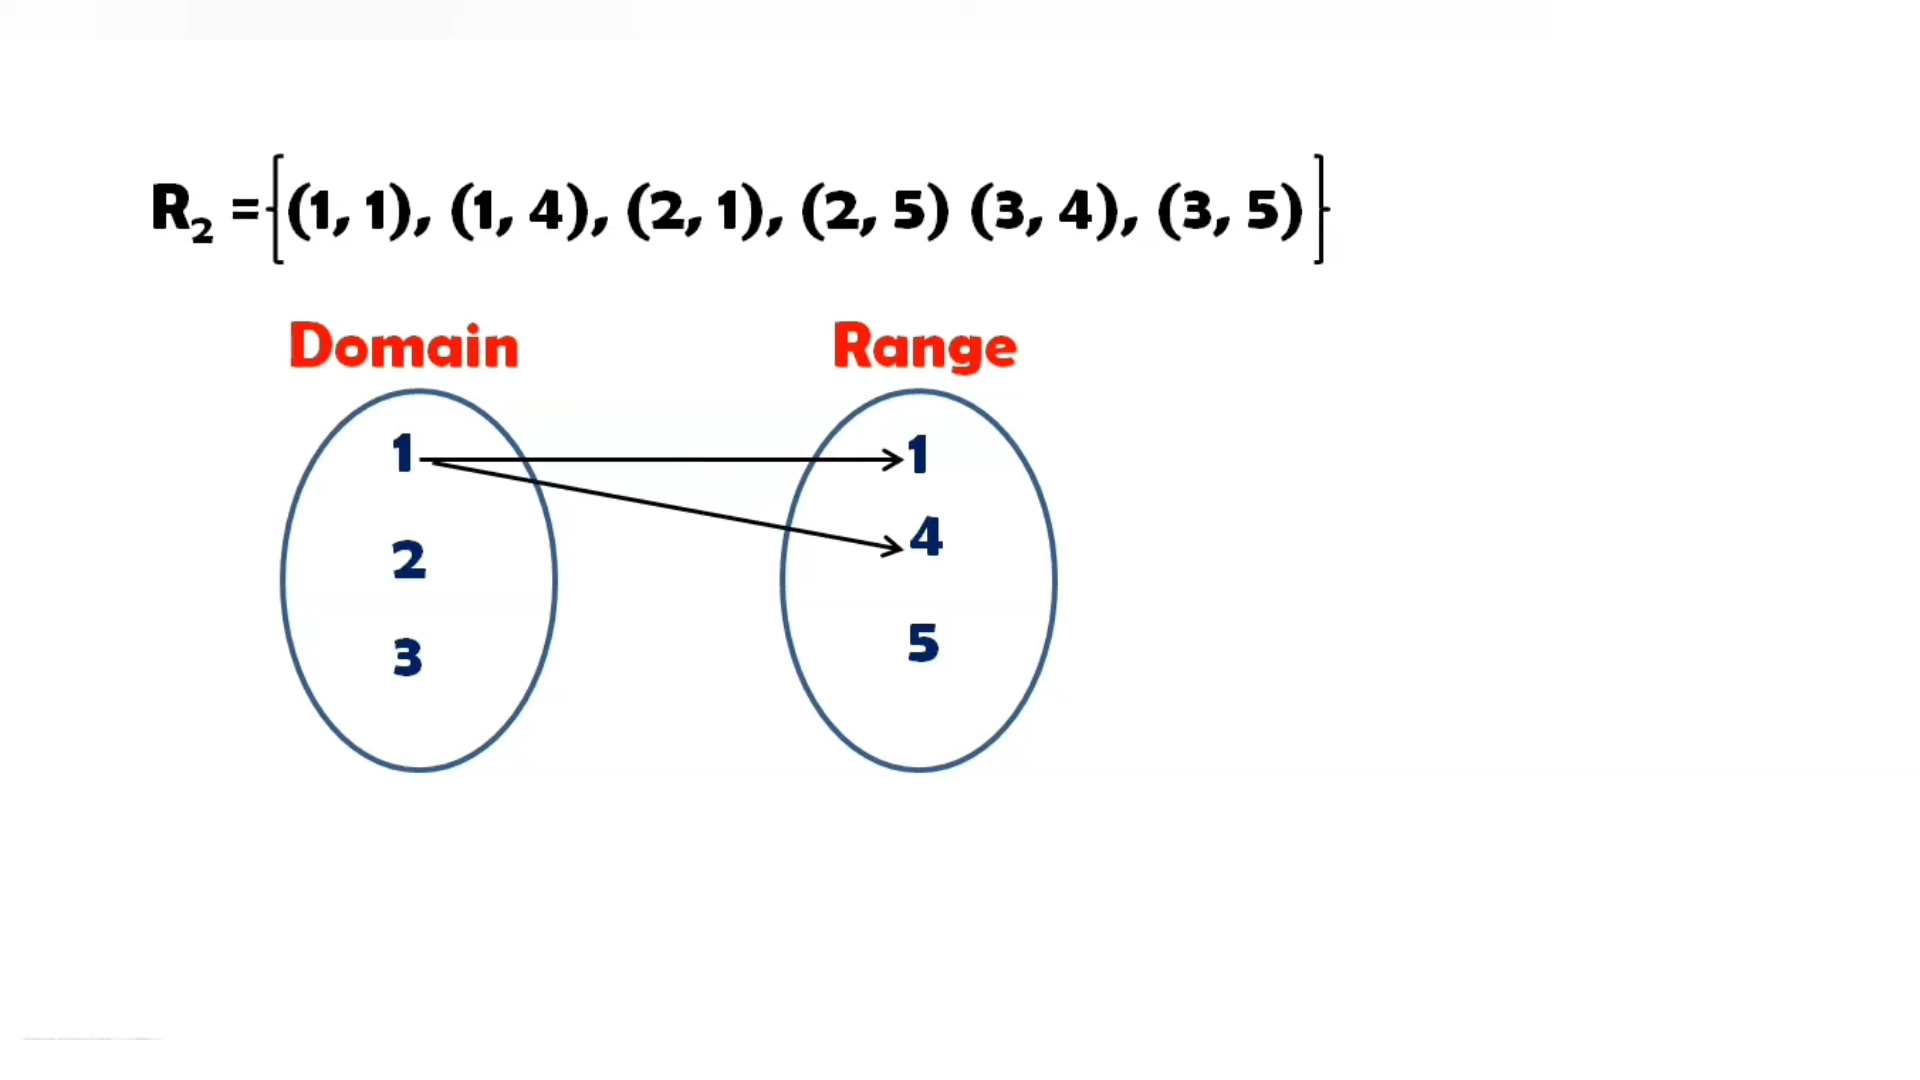 R₂ = {(1, 1), (1, 4), (2, 1), (2, 5) (3, 4), (3, 5)}
Domain Range
1 1
2 4
3 5